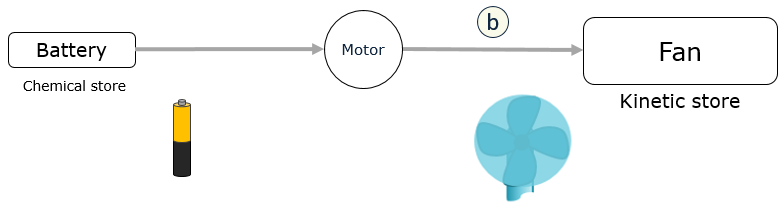 b
Battery
Motor
Fan
Chemical store
Kinetic store